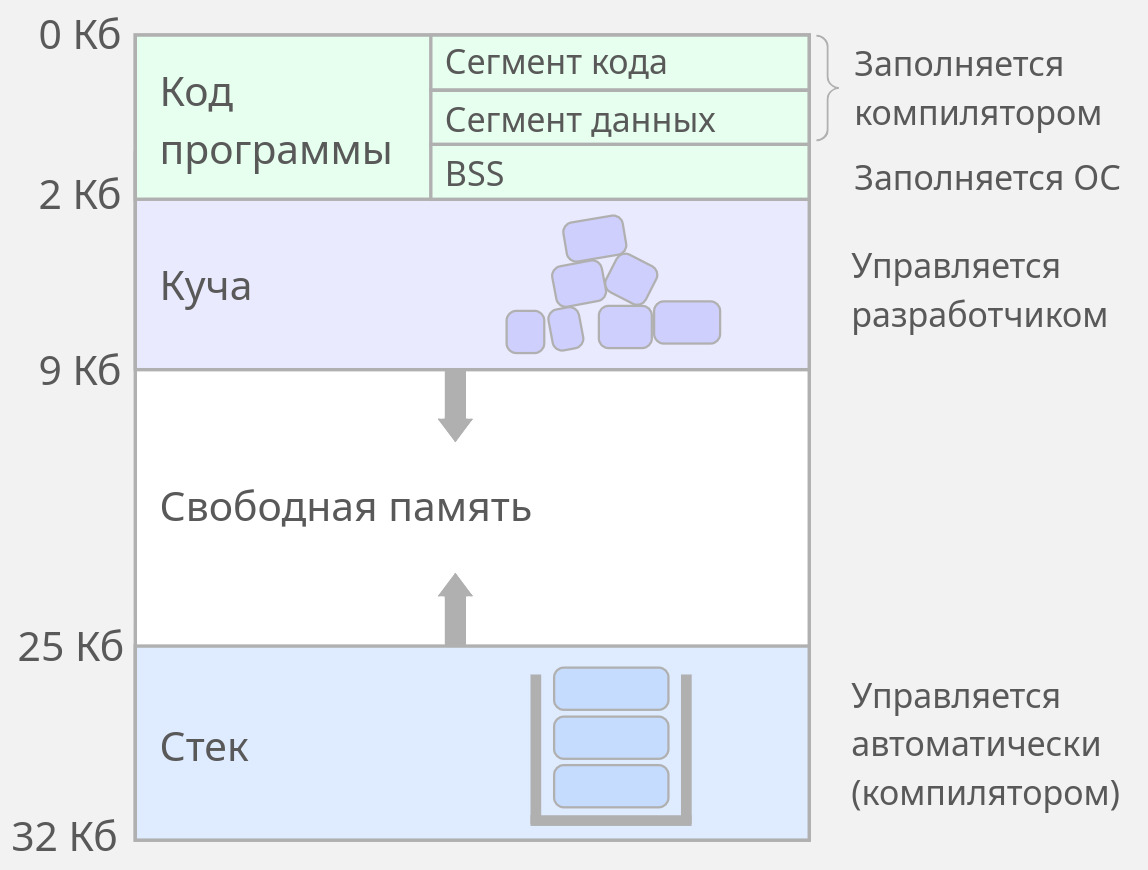 0 Кб
Код
программы
Сегмент кода
Сегмент данных
BSS
Заполняется
компилятором
Заполняется ОС
2 Кб
Куча
Управляется
разработчиком
9 Кб
Свободная память
25 Кб
Стек
Управляется
автоматически
(компилятором)
32 Кб